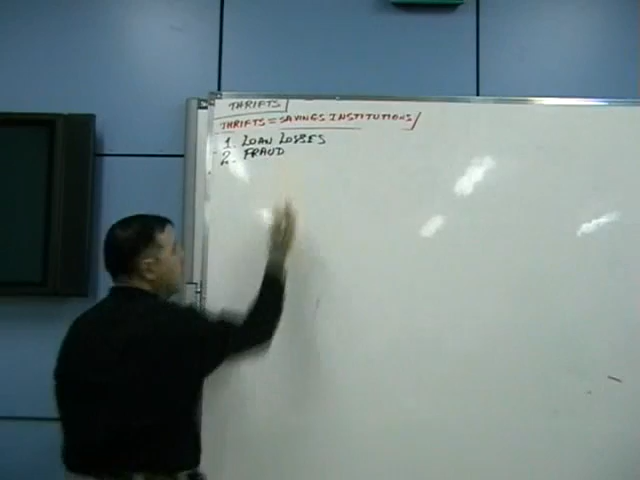 THRIFTS
THRIFTS = SAVINGS INSTITUTIONS
1. LOAN LOSSES
2. FRAUD